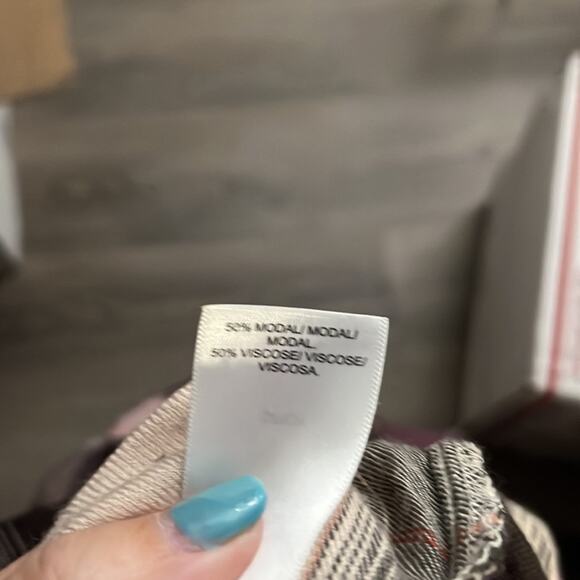 50% MODAL/ MODAL/
MODAL.
50% VISCOSE/ VISCOSE/
VISCOSA.